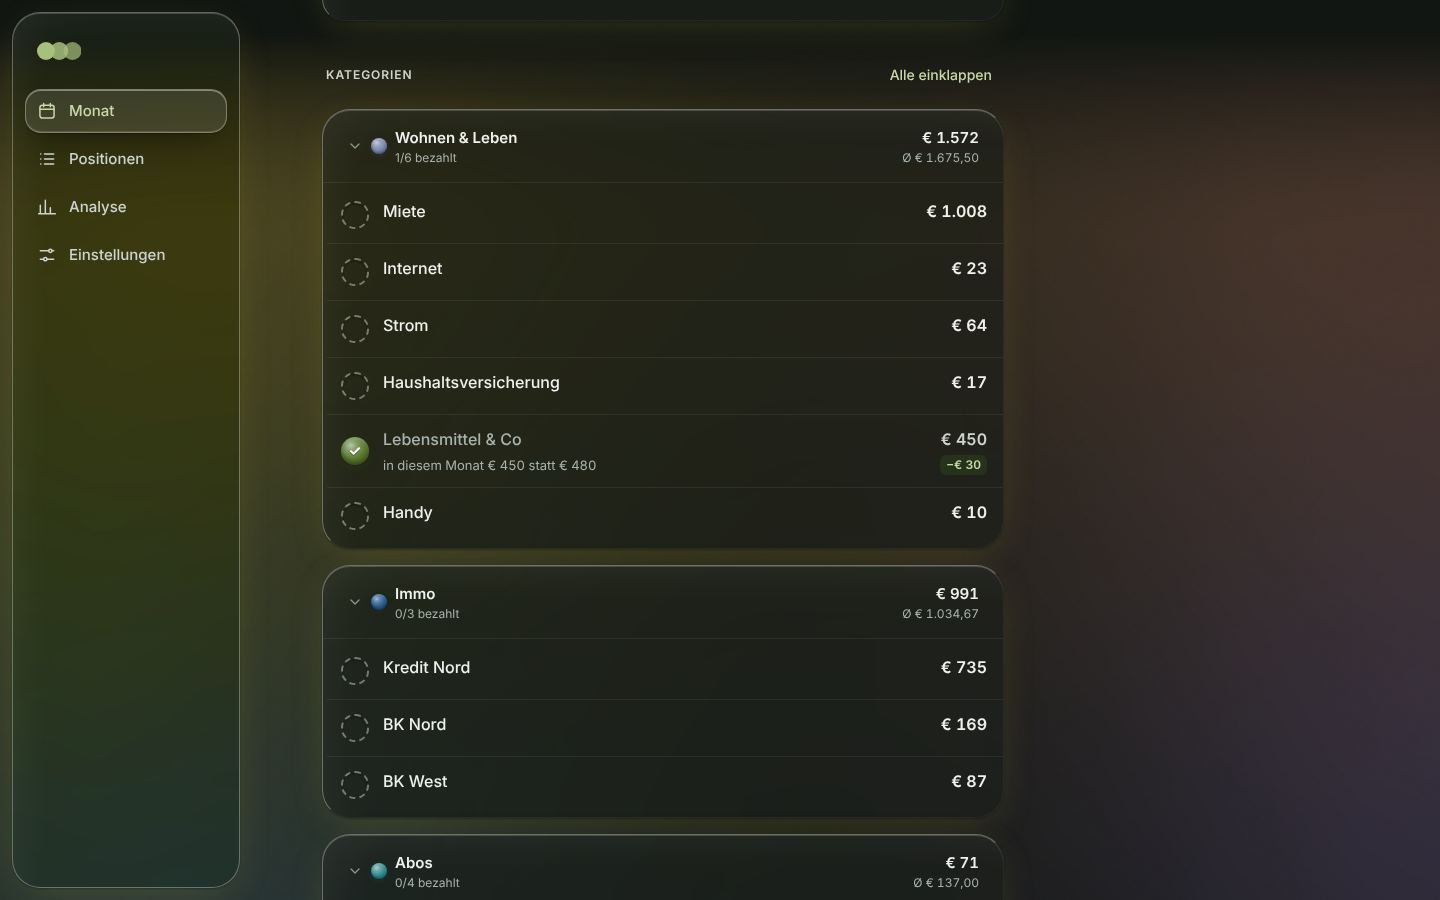 Monat
Positionen
Analyse
Einstellungen
KATEGORIEN
Alle einklappen
Wohnen & Leben
€ 1.572
1/6 bezahlt
Ø € 1.675,50
Miete
€ 1.008
Internet
€ 23
Strom
€ 64
Haushaltsversicherung
€ 17
Lebensmittel & Co
€ 450
in diesem Monat € 450 statt € 480
−€ 30
Handy
€ 10
Immo
€ 991
0/3 bezahlt
Ø € 1.034,67
Kredit Nord
€ 735
BK Nord
€ 169
BK West
€ 87
Abos
€ 71
0/4 bezahlt
Ø € 137,00